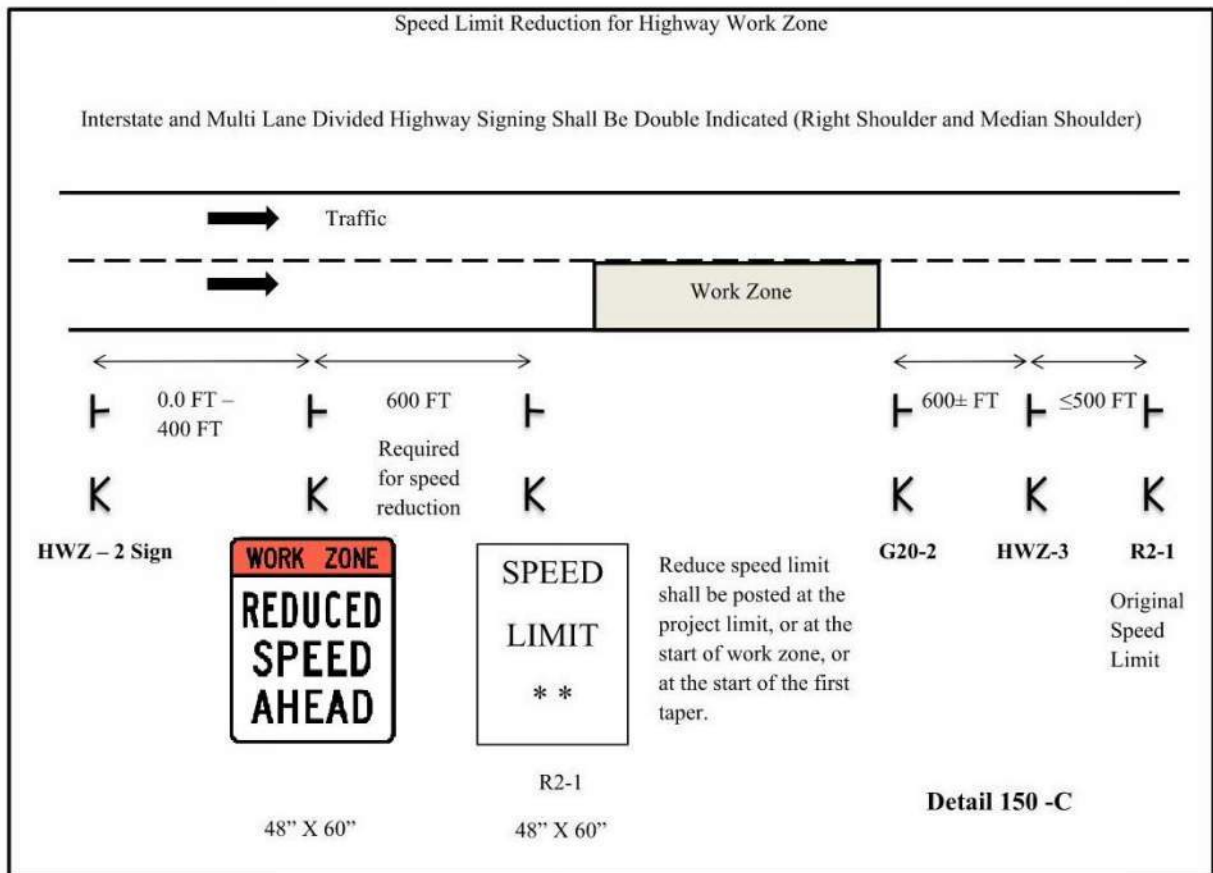 Speed Limit Reduction for Highway Work Zone
Interstate and Multi Lane Divided Highway Signing Shall Be Double Indicated (Right Shoulder and Median Shoulder)
Traffic
Work Zone
0.0 FT –
400 FT
600 FT
Required
for speed
reduction
600± FT
≤500 FT
HWZ – 2 Sign
WORK ZONE
REDUCED
SPEED
AHEAD
48” X 60”
SPEED
LIMIT
* *
R2-1
48” X 60”
Reduce speed limit
shall be posted at the
project limit, or at the
start of work zone, or
at the start of the first
taper.
G20-2
HWZ-3
R2-1
Original
Speed
Limit
Detail 150 -C